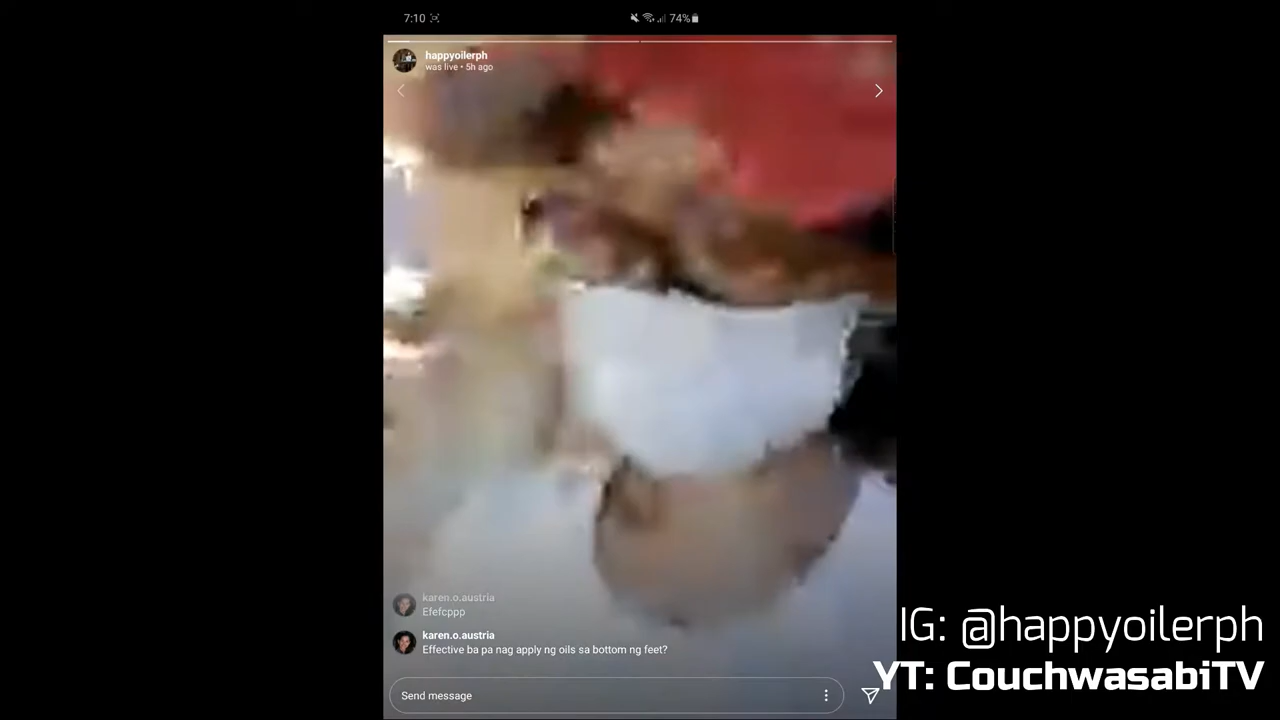 7:10
74%
happyoilerph
was live • 5h ago
karen.o.austria
Efefcppp
karen.o.austria
Effective ba pa nag apply ng oils sa bottom ng feet?
Send message
IG: @happyoilerph
YT: CouchwasabiTV